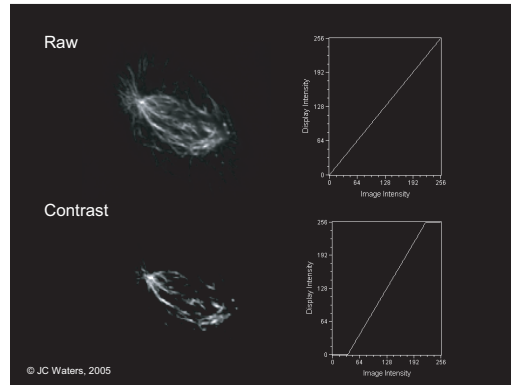 Raw
256
192
128
64
0
Display Intensity
0 64 128 192 256
Image Intensity
Contrast
256
192
128
64
0
Display Intensity
0 64 128 192 256
Image Intensity
© JC Waters, 2005